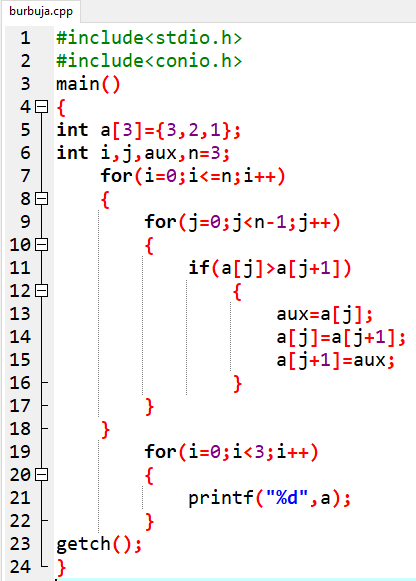 burbuja.cpp
1 #include<stdio.h>
2 #include<conio.h>
3 main()
4 {
5 int a[3]={3,2,1};
6 int i,j,aux,n=3;
7 for(i=0;i<=n;i++)
8 {
9 for(j=0;j<n-1;j++)
10 {
11 if(a[j]>a[j+1])
12 {
13 aux=a[j];
14 a[j]=a[j+1];
15 a[j+1]=aux;
16 }
17 }
18 }
19 for(i=0;i<3;i++)
20 {
21 printf("%d",a);
22 }
23 getch();
24 }